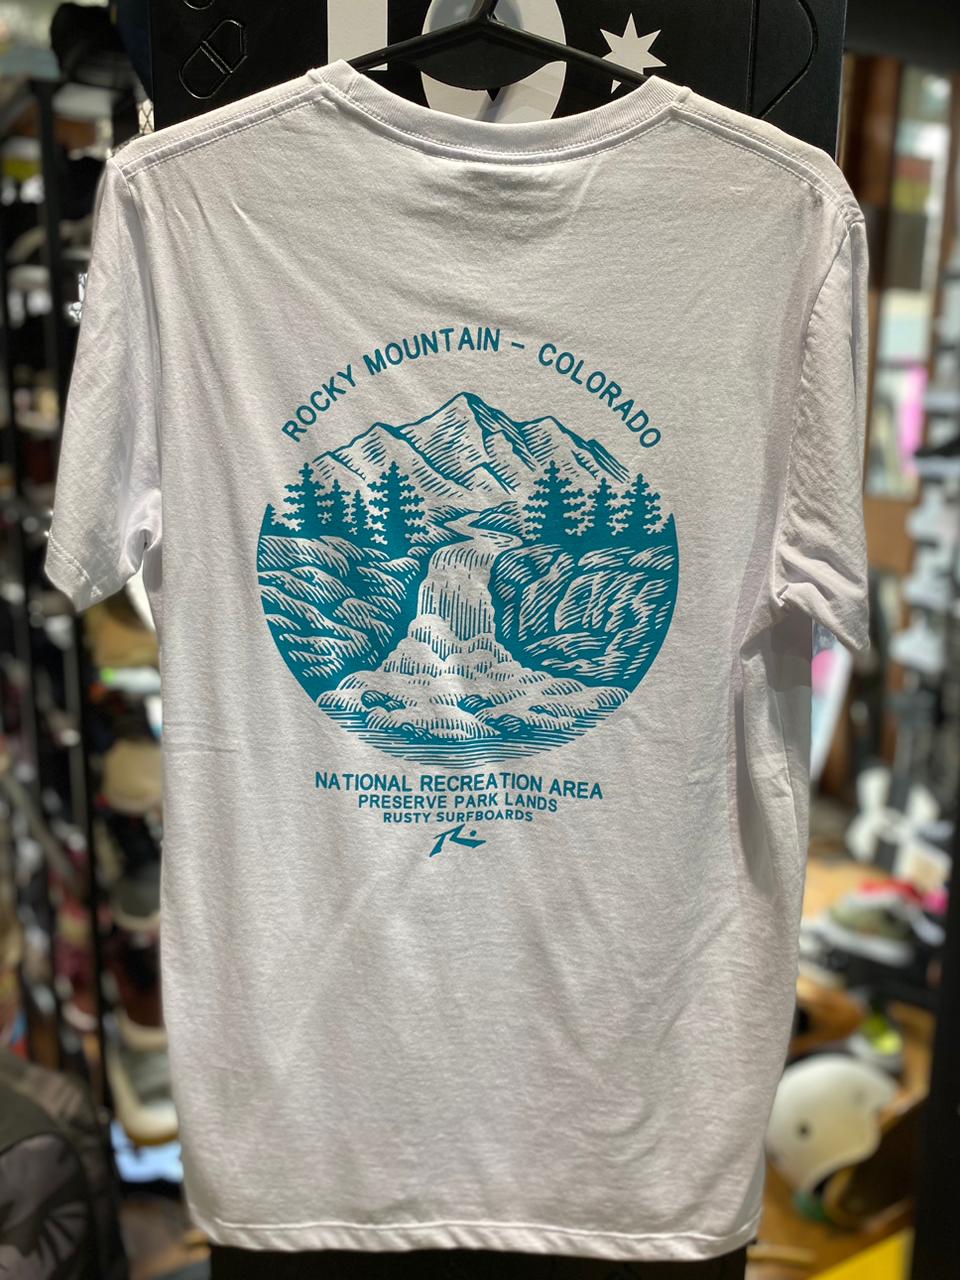 ROCKY MOUNTAIN – COLORADO
NATIONAL RECREATION AREA
PRESERVE PARK LANDS
RUSTY SURFBOARDS